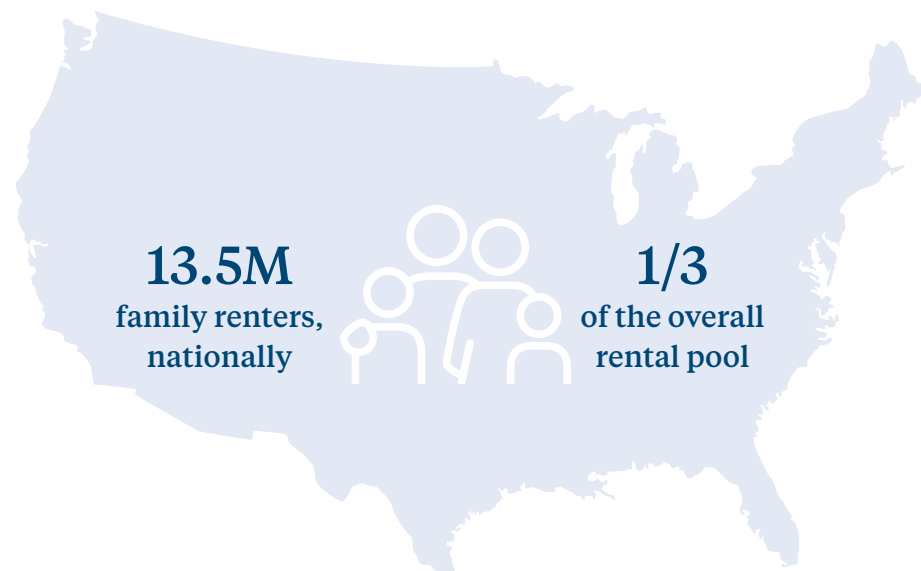 13.5M
family renters,
nationally
1/3
of the overall
rental pool